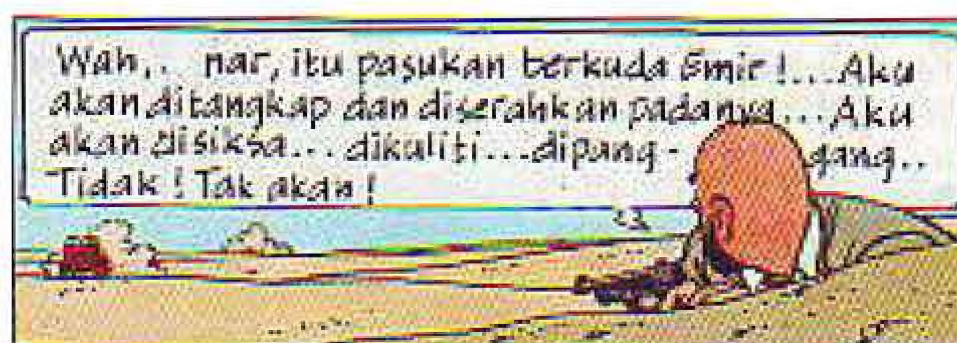 Wah,. nar, itu pasukan berkuda Emir !...Aku
akan ditangkap dan diserahkan padanya...Aku
akan disiksa... dikuliti...dipang- gang..
Tidak ! Tak akan !